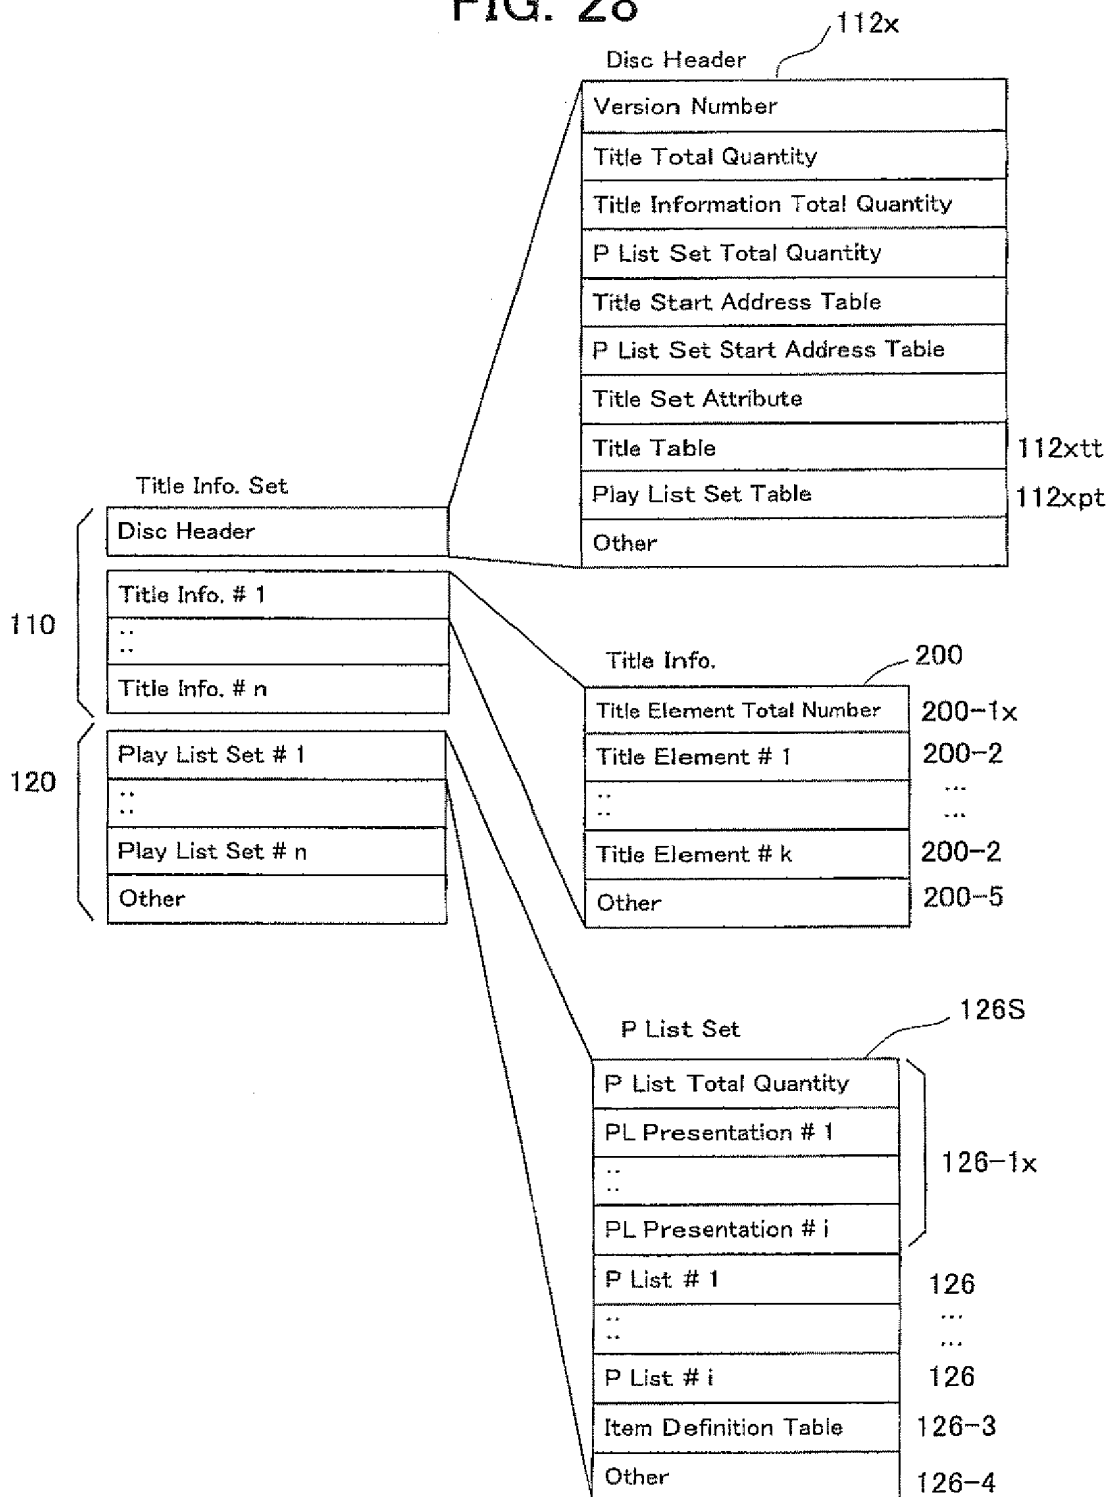 FIG. 28
112x
Disc Header
Version Number
Title Total Quantity
Title Information Total Quantity
P List Set Total Quantity
Title Start Address Table
P List Set Start Address Table
Title Set Attribute
Title Table
112xtt
Play List Set Table
112xpt
Other
Title Info. Set
Disc Header
110
Title Info. # 1
::
Title Info. # n
120
Play List Set # 1
::
Play List Set # n
Other
Title Info.
200
Title Element Total Number
200-1x
Title Element # 1
200-2
::
...
...
Title Element # k
200-2
Other
200-5
P List Set
126S
P List Total Quantity
PL Presentation # 1
::
PL Presentation # i
126-1x
P List # 1
126
::
...
...
P List # i
126
Item Definition Table
126-3
Other
126-4